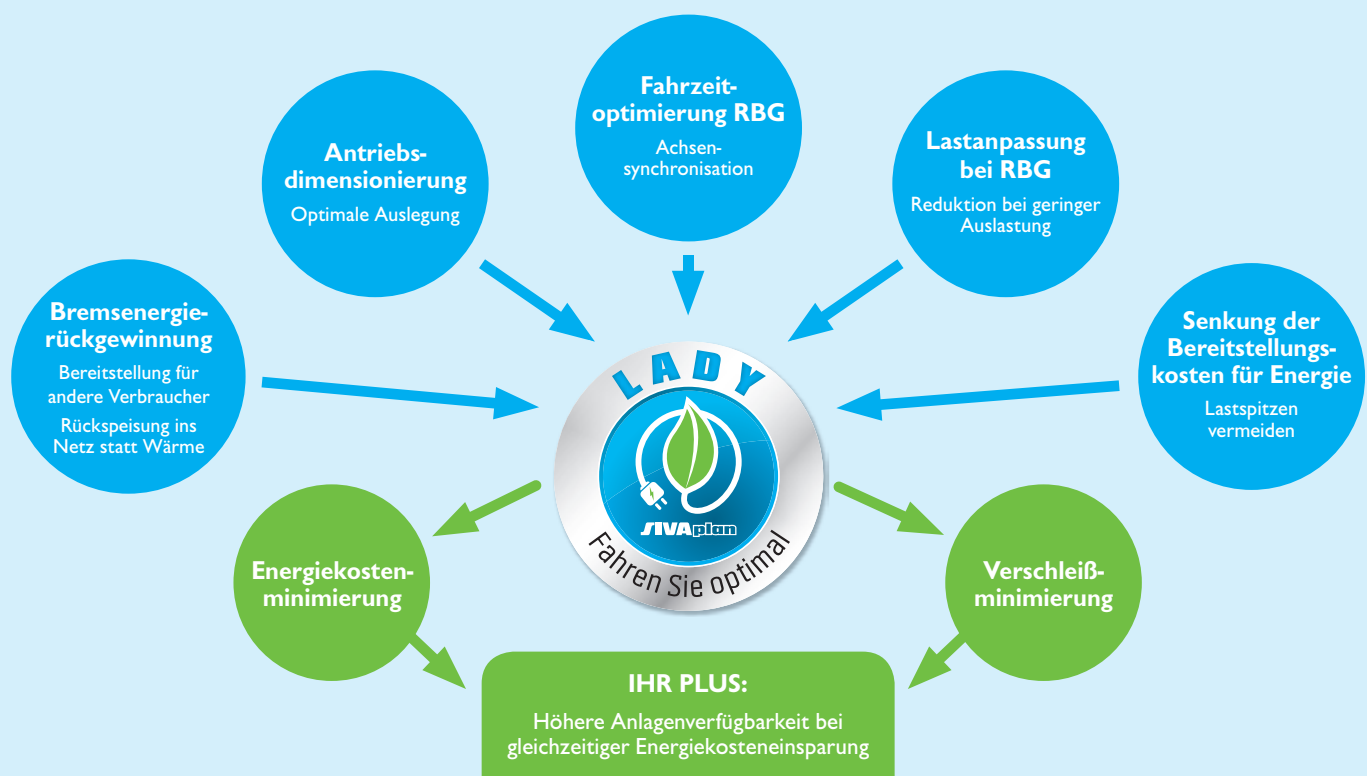 Fahrzeit-
optimierung RBG
Achsen-
synchronisation
Antriebs-
dimensionierung
Optimale Auslegung
Lastanpassung
bei RBG
Reduktion bei geringer
Auslastung
Bremsenergie-
rückgewinnung
Bereitstellung für
andere Verbraucher
Rückspeisung ins
Netz statt Wärme
Senkung der
Bereitstellungs-
kosten für Energie
Lastspitzen
vermeiden
LADY
SIVAplan
Fahren Sie optimal
Energiekosten-
minimierung
Verschleiß-
minimierung
IHR PLUS:
Höhere Anlagenverfügbarkeit bei
gleichzeitiger Energiekosteneinsparung